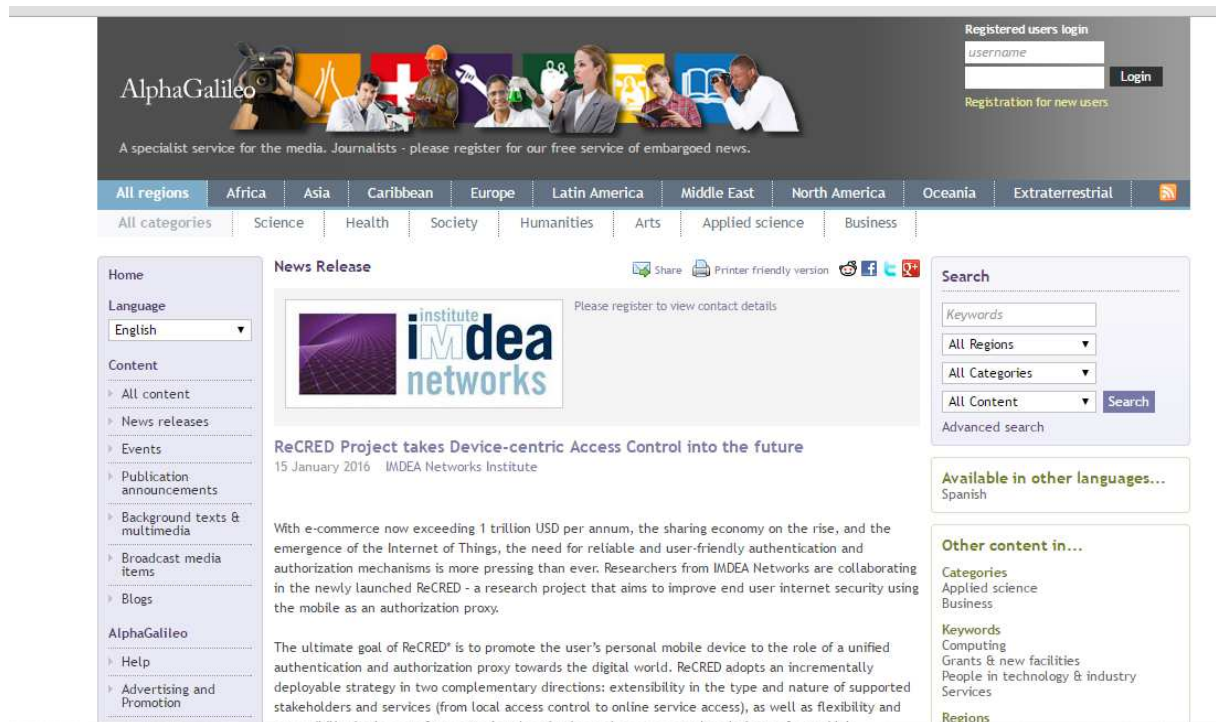 AlphaGalileo
A specialist service for the media. Journalists - please register for our free service of embargoed news.
Registered users login
username
Login
Registration for new users
All regions Africa Asia Caribbean Europe Latin America Middle East North America Oceania Extraterrestrial
All categories Science Health Society Humanities Arts Applied science Business
Home
Language
English
Content
All content
News releases
Events
Publication
announcements
Background texts &
multimedia
Broadcast media
items
Blogs
AlphaGalileo
Help
Advertising and
Promotion
News Release
Share Printer friendly version
institute
imdea
networks
Please register to view contact details
ReCRED Project takes Device-centric Access Control into the future
15 January 2016 IMDEA Networks Institute
With e-commerce now exceeding 1 trillion USD per annum, the sharing economy on the rise, and the
emergence of the Internet of Things, the need for reliable and user-friendly authentication and
authorization mechanisms is more pressing than ever. Researchers from IMDEA Networks are collaborating
in the newly launched ReCRED - a research project that aims to improve end user internet security using
the mobile as an authorization proxy.
The ultimate goal of ReCRED* is to promote the user's personal mobile device to the role of a unified
authentication and authorization proxy towards the digital world. ReCRED adopts an incrementally
deployable strategy in two complementary directions: extensibility in the type and nature of supported
stakeholders and services (from local access control to online service access), as well as flexibility and
Search
Keywords
All Regions
All Categories
All Content Search
Advanced search
Available in other languages...
Spanish
Other content in...
Categories
Applied science
Business
Keywords
Computing
Grants & new facilities
People in technology & industry
Services
Regions